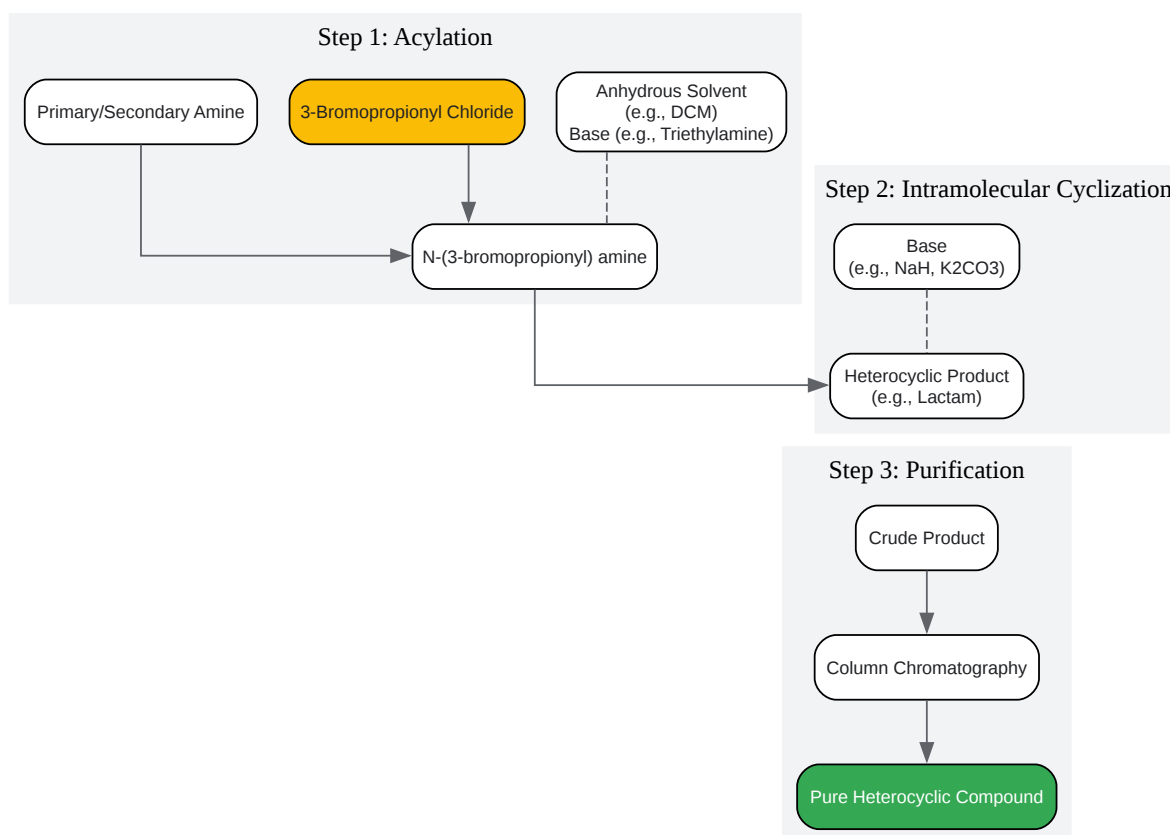 Step 1: Acylation
Primary/Secondary Amine
3-Bromopropionyl Chloride
Anhydrous Solvent
(e.g., DCM)
Base (e.g., Triethylamine)
N-(3-bromopropionyl) amine
Step 2: Intramolecular Cyclization
Base
(e.g., NaH, K2CO3)
Heterocyclic Product
(e.g., Lactam)
Step 3: Purification
Crude Product
Column Chromatography
Pure Heterocyclic Compound